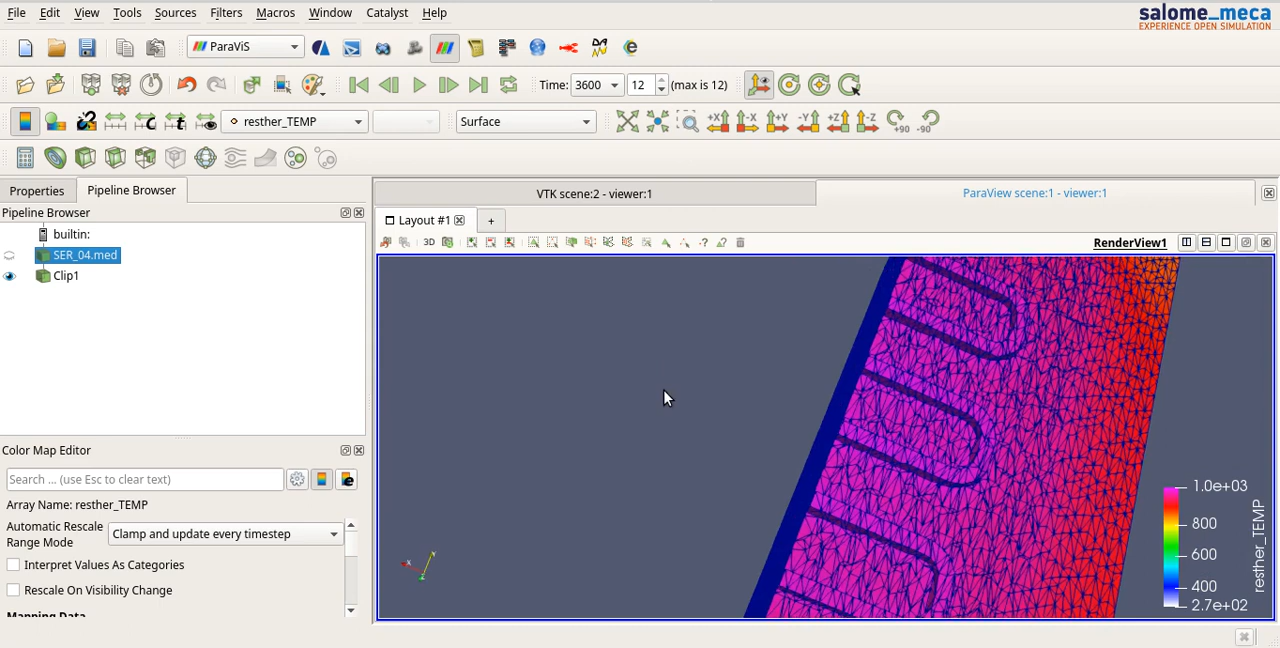 File Edit View Tools Sources Filters Macros Window Catalyst Help
salome_meca
EXPERIENCE OPEN SIMULATION
ParaViS
Time: 3600 12 (max is 12)
resther_TEMP Surface +X -X +Y -Y +Z -Z +90 -90
Properties Pipeline Browser
VTK scene:2 - viewer:1 ParaView scene:1 - viewer:1
Pipeline Browser
Layout #1 +
builtin:
3D RenderView1
SER_04.med
Clip1
Color Map Editor
Search ... (use Esc to clear text)
Array Name: resther_TEMP
Automatic Rescale
Range Mode
Clamp and update every timestep
Interpret Values As Categories
Rescale On Visibility Change
Mapping Data
1.0e+03
800
600
400
2.7e+02
resther_TEMP
X
Y
Z